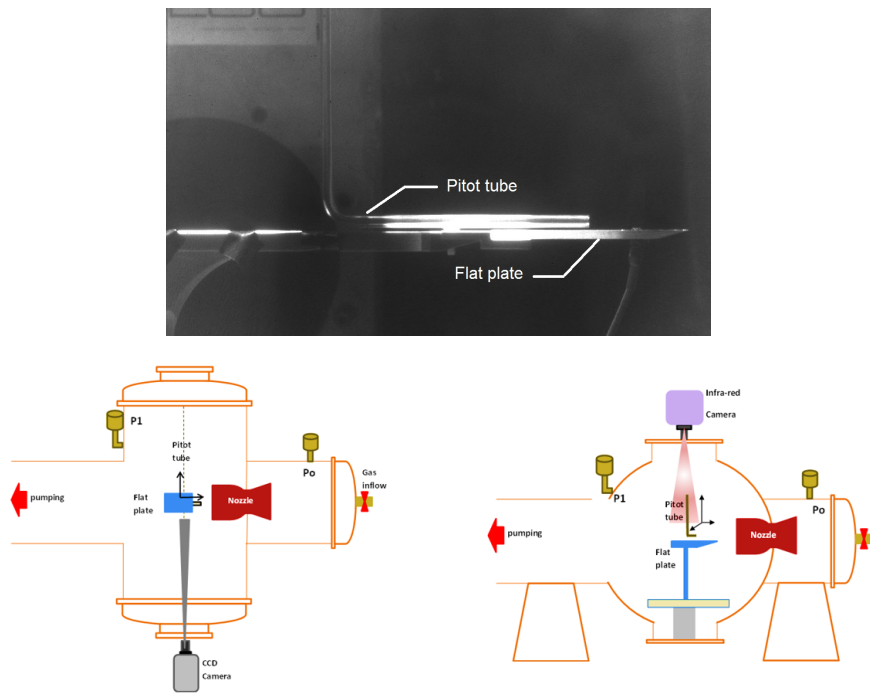 Pitot tube
Flat plate
P1
Pitot
tube
Po
Gas
inflow
pumping
Flat
plate
Nozzle
CCD
Camera
Infra-red
Camera
P1
Pitot
tube
Po
pumping
Flat
plate
Nozzle